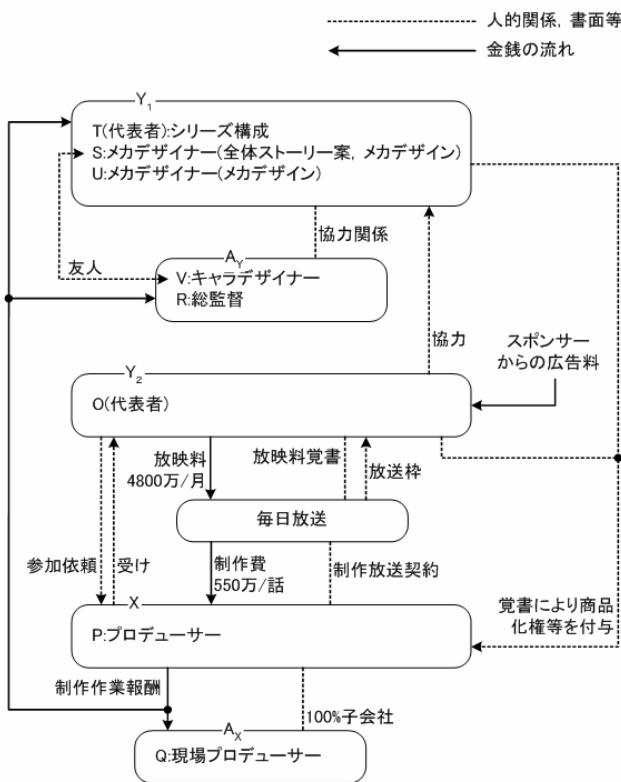 人的関係, 書面等
金銭の流れ
Y1
T(代表者):シリーズ構成
S:メカデザイナー(全体ストーリー案, メカデザイン)
U:メカデザイナー(メカデザイン)
協力関係
友人
AY
V:キャラデザイナー
R:総監督
協力
スポンサー
からの広告料
Y2
O(代表者)
放映料
4800万/月
放映料覚書
放送枠
毎日放送
参加依頼
受け
制作費
550万/話
制作放送契約
覚書により商品
化権等を付与
X
P:プロデューサー
制作作業報酬
100%子会社
AX
Q:現場プロデューサー